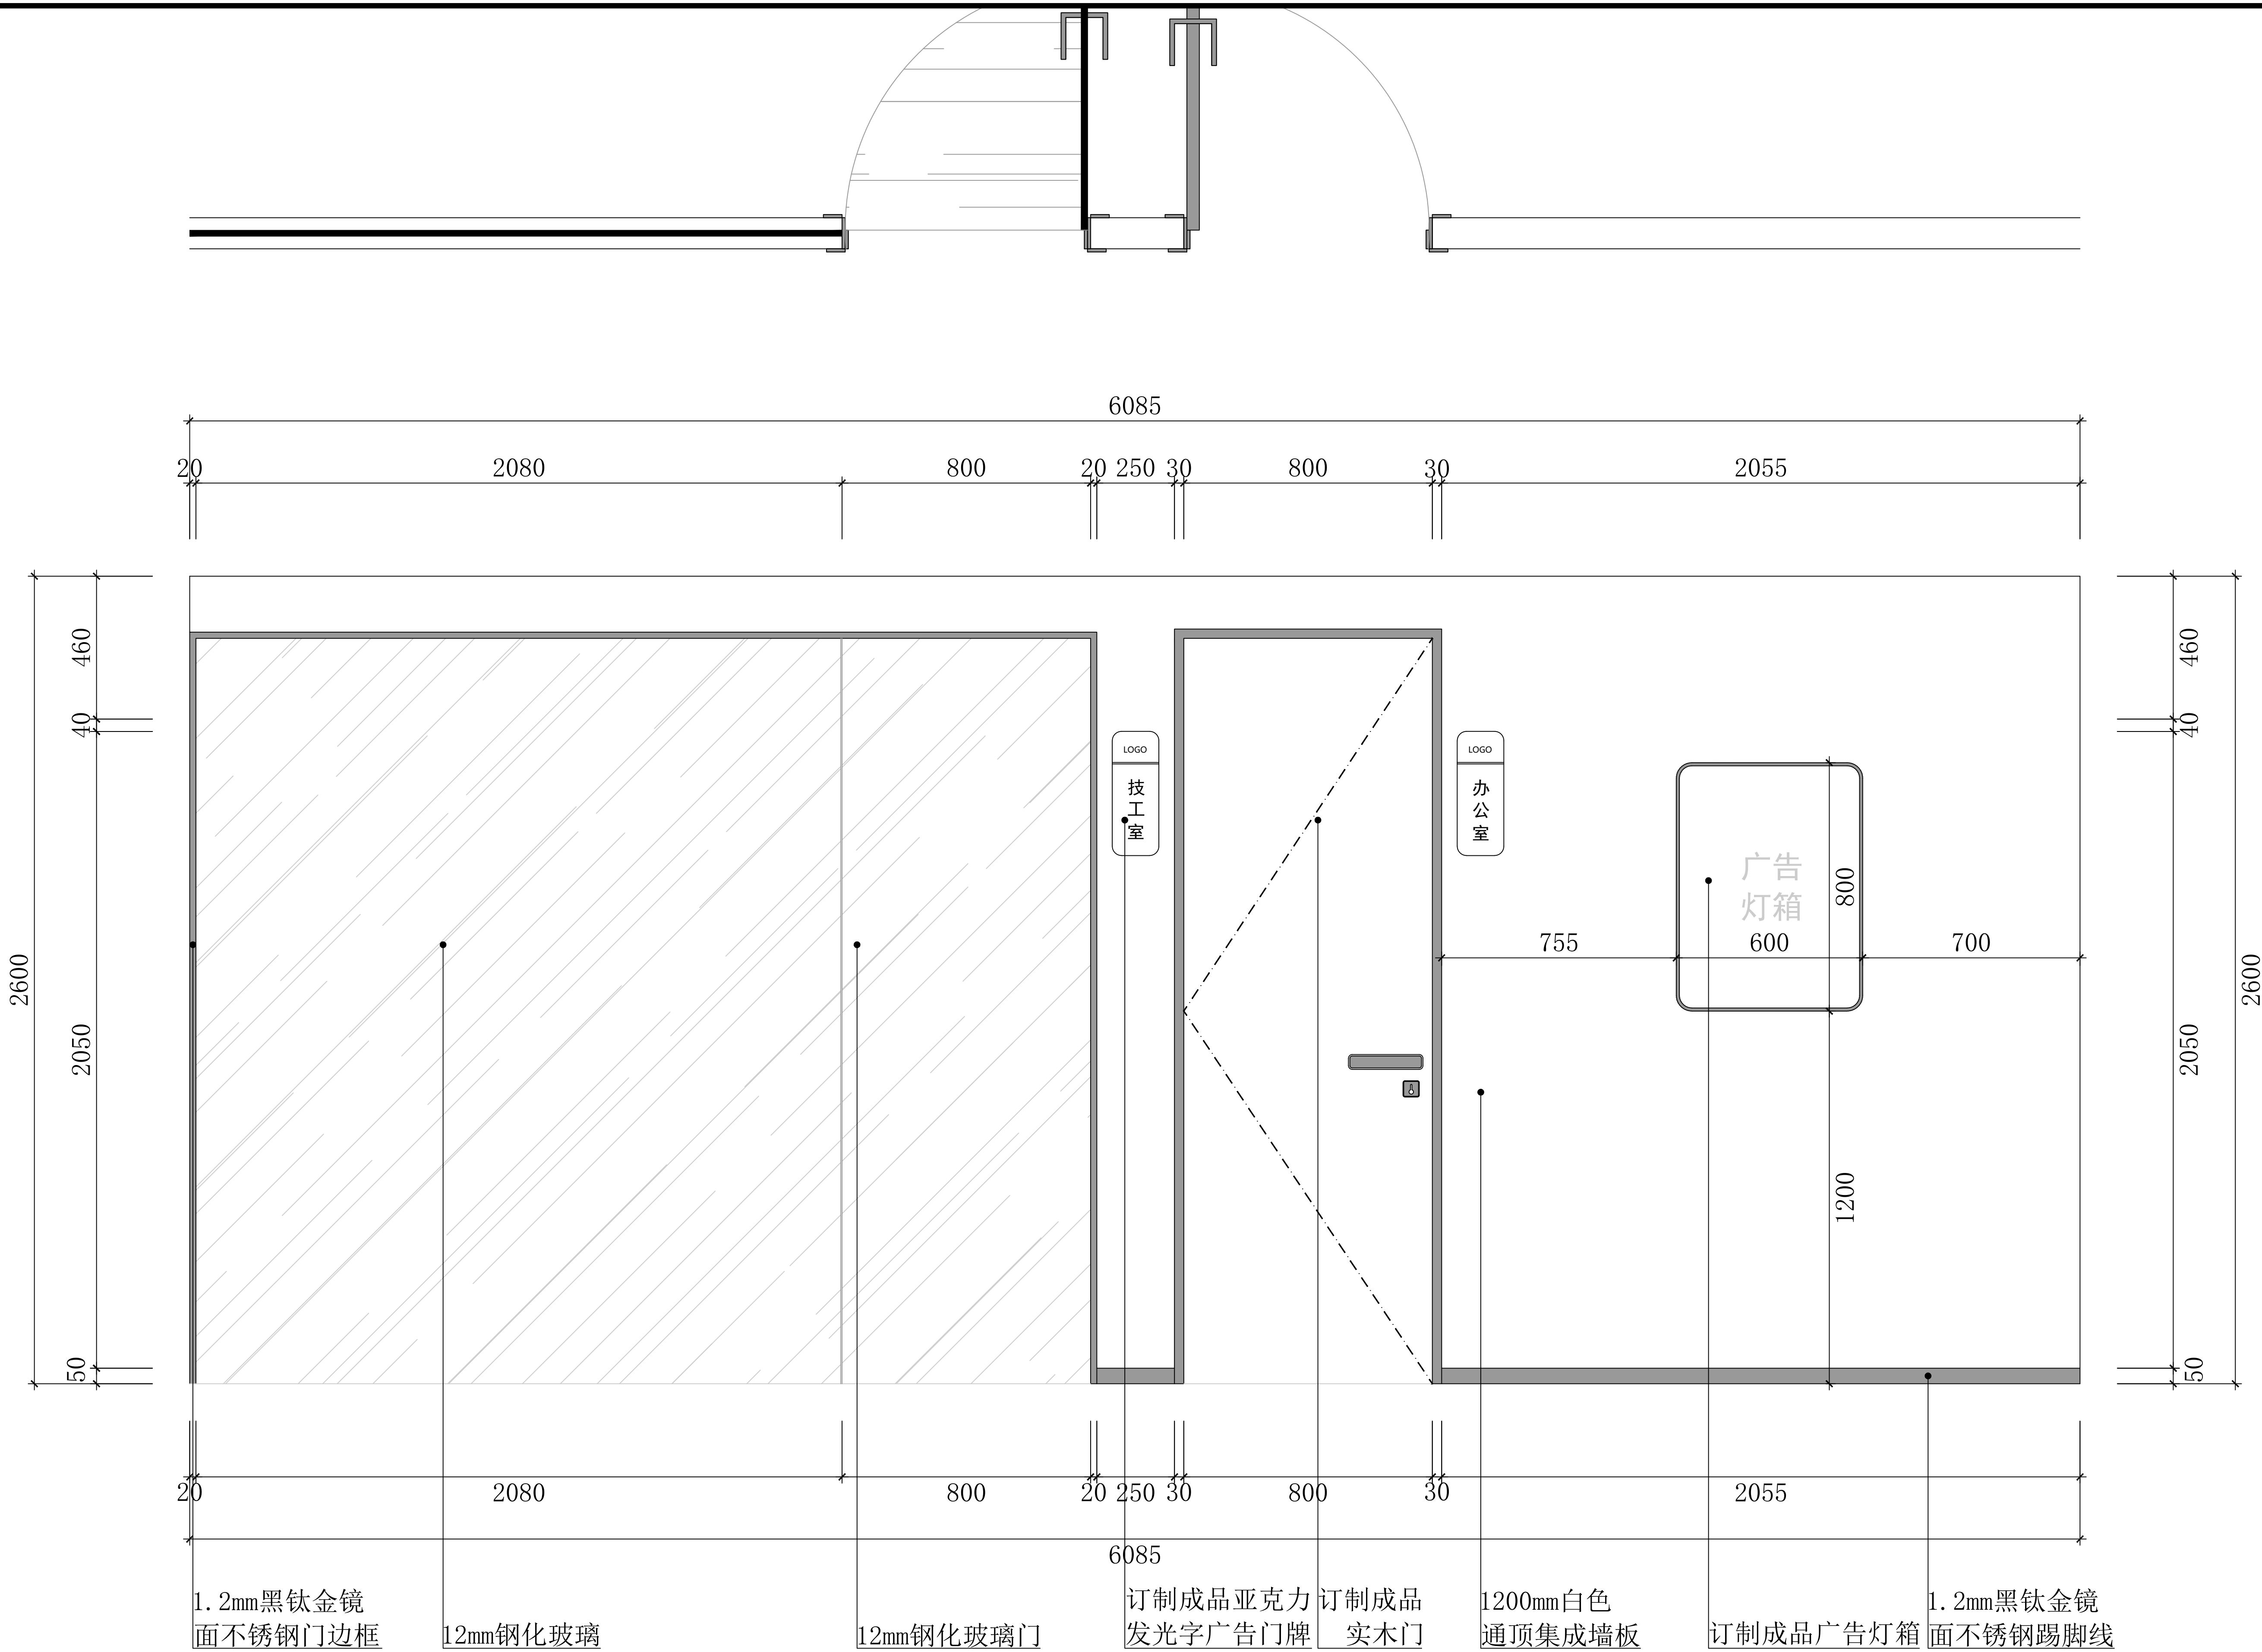 6085
20 2080 800 20 250 30 800 30 2055
460
40
2050
50
2600
LOGO
技
工
室
LOGO
办
公
室
广告
灯箱
800
755 600 700
1200
460
40
2050
50
2600
20 2080 800 20 250 30 800 30 2055
6085
1.2mm黑钛金镜
面不锈钢门边框
12mm钢化玻璃
12mm钢化玻璃门
订制成品亚克力
发光字广告门牌
订制成品
实木门
1200mm白色
通顶集成墙板
订制成品广告灯箱
1.2mm黑钛金镜
面不锈钢踢脚线